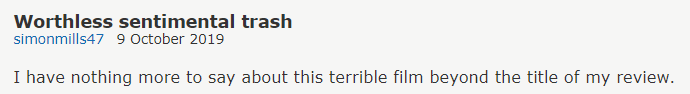 Worthless sentimental trash
simonmills47 9 October 2019
I have nothing more to say about this terrible film beyond the title of my review.